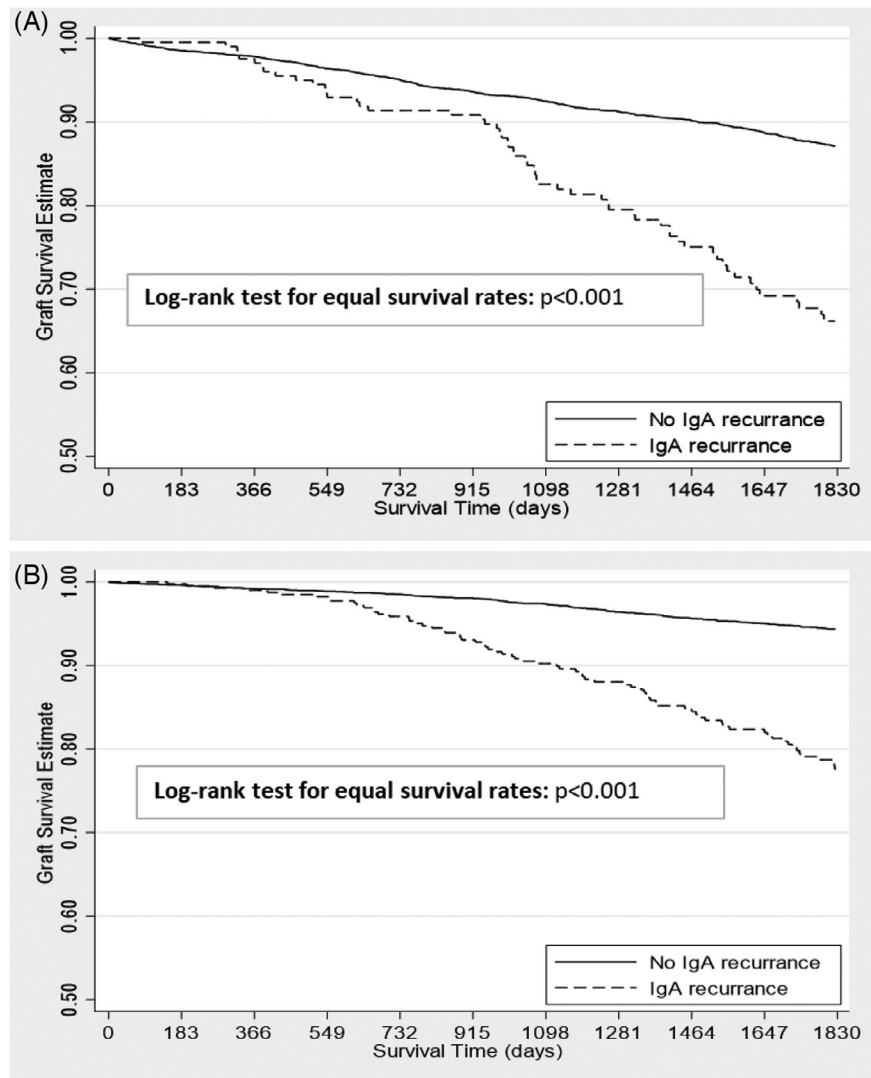 (A)
Graft Survival Estimate
1.00
0.90
0.80
0.70
0.60
0.50
Log-rank test for equal survival rates: p<0.001
No IgA recurrance
IgA recurrance
0 183 366 549 732 915 1098 1281 1464 1647 1830
Survival Time (days)
(B)
Graft Survival Estimate
1.00
0.90
0.80
0.70
0.60
0.50
Log-rank test for equal survival rates: p<0.001
No IgA recurrance
IgA recurrance
0 183 366 549 732 915 1098 1281 1464 1647 1830
Survival Time (days)